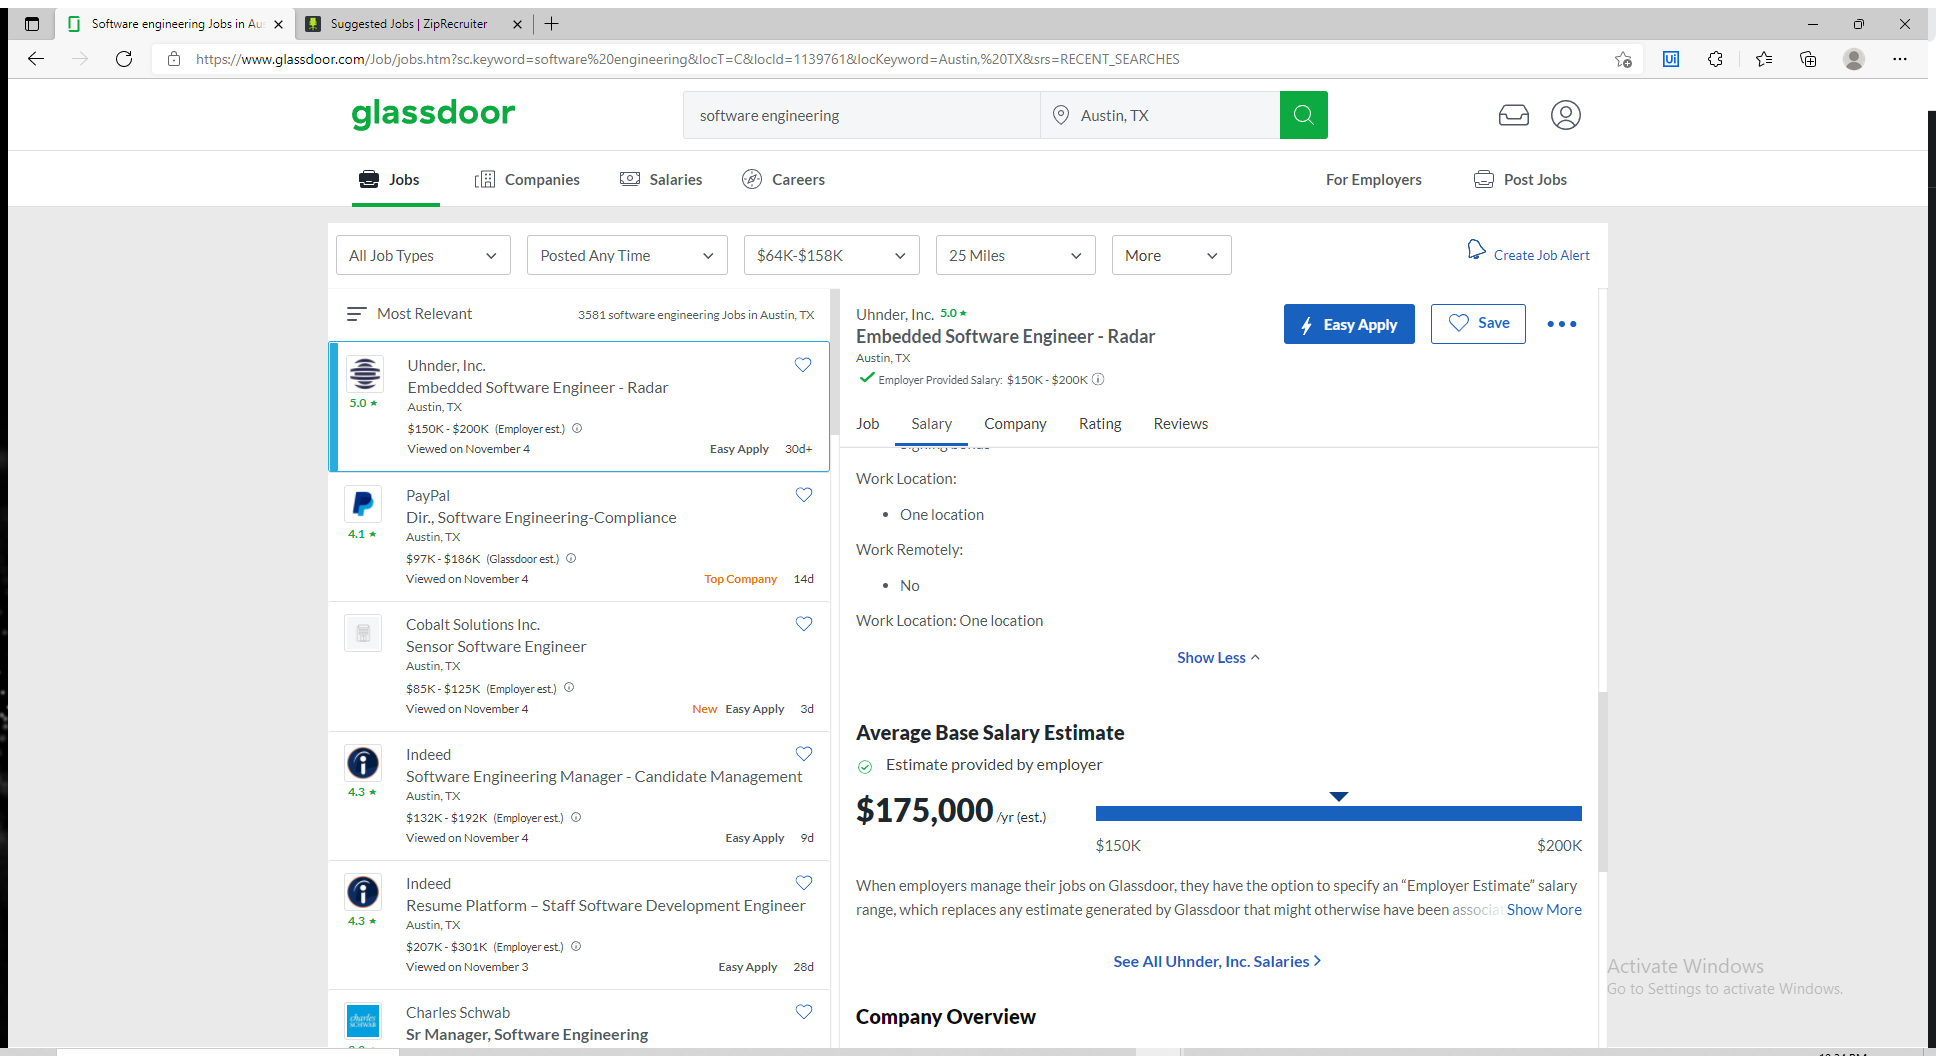 Software engineering Jobs in Au
Suggested Jobs | ZipRecruiter
https://www.glassdoor.com/Job/jobs.htm?sc.keyword=software%20engineering&locT=C&locId=1139761&locKeyword=Austin,%20TX&srs=RECENT_SEARCHES
glassdoor
software engineering
Austin, TX
Jobs
Companies
Salaries
Careers
For Employers
Post Jobs
All Job Types
Posted Any Time
$64K-$158K
25 Miles
More
Create Job Alert
Most Relevant
3581 software engineering Jobs in Austin, TX
Uhnder, Inc.
Embedded Software Engineer - Radar
Austin, TX
5.0 ★
$150K - $200K (Employer est.)
Viewed on November 4
Easy Apply 30d+
PayPal
Dir., Software Engineering-Compliance
Austin, TX
4.1 ★
$97K - $186K (Glassdoor est.)
Viewed on November 4
Top Company 14d
Cobalt Solutions Inc.
Sensor Software Engineer
Austin, TX
$85K - $125K (Employer est.)
Viewed on November 4
New Easy Apply 3d
Indeed
Software Engineering Manager - Candidate Management
Austin, TX
4.3 ★
$132K - $192K (Employer est.)
Viewed on November 4
Easy Apply 9d
Indeed
Resume Platform – Staff Software Development Engineer
Austin, TX
4.3 ★
$207K - $301K (Employer est.)
Viewed on November 3
Easy Apply 28d
charles
SCHWAB
Charles Schwab
Sr Manager, Software Engineering
Uhnder, Inc. 5.0 ★
Embedded Software Engineer - Radar
Austin, TX
Employer Provided Salary: $150K - $200K
Easy Apply
Save
Job
Salary
Company
Rating
Reviews
Work Location:
• One location
Work Remotely:
• No
Work Location: One location
Show Less
Average Base Salary Estimate
Estimate provided by employer
$175,000 /yr (est.)
$150K
$200K
When employers manage their jobs on Glassdoor, they have the option to specify an “Employer Estimate” salary
range, which replaces any estimate generated by Glassdoor that might otherwise have been associat Show More
See All Uhnder, Inc. Salaries
Company Overview
Activate Windows
Go to Settings to activate Windows.